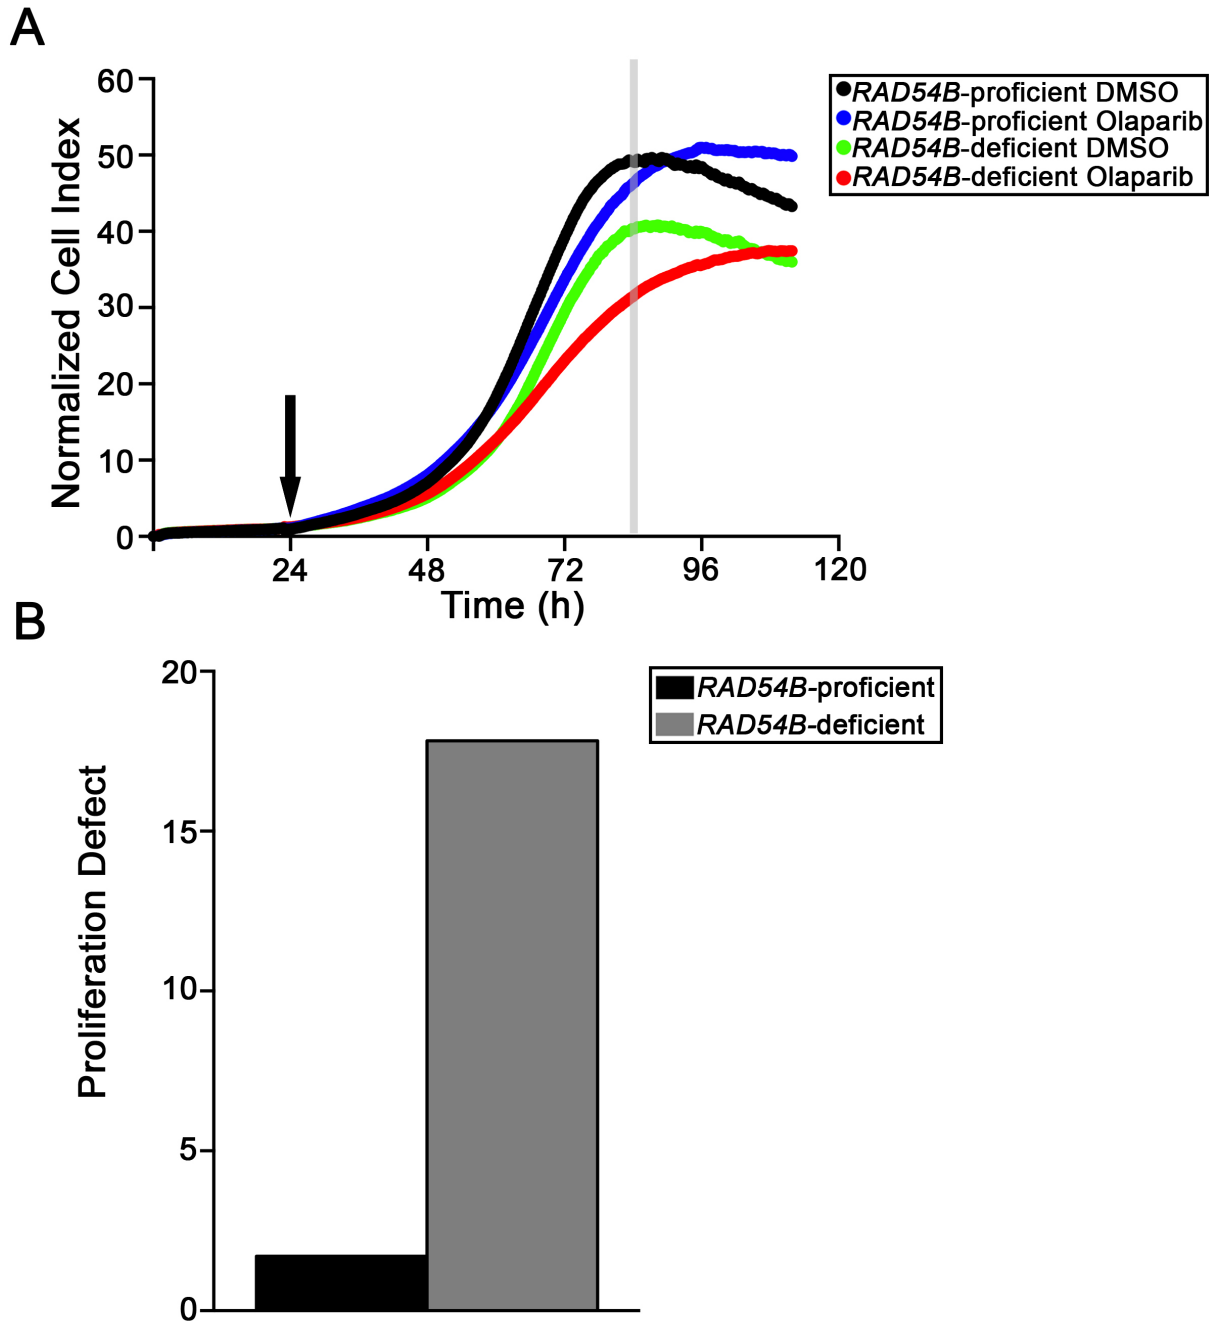 A
Normalized Cell Index
60
50
40
30
20
10
0
24
48
72
96
120
Time (h)
RAD54B-proficient DMSO
RAD54B-proficient Olaparib
RAD54B-deficient DMSO
RAD54B-deficient Olaparib
B
Proliferation Defect
20
15
10
5
0
RAD54B-proficient
RAD54B-deficient